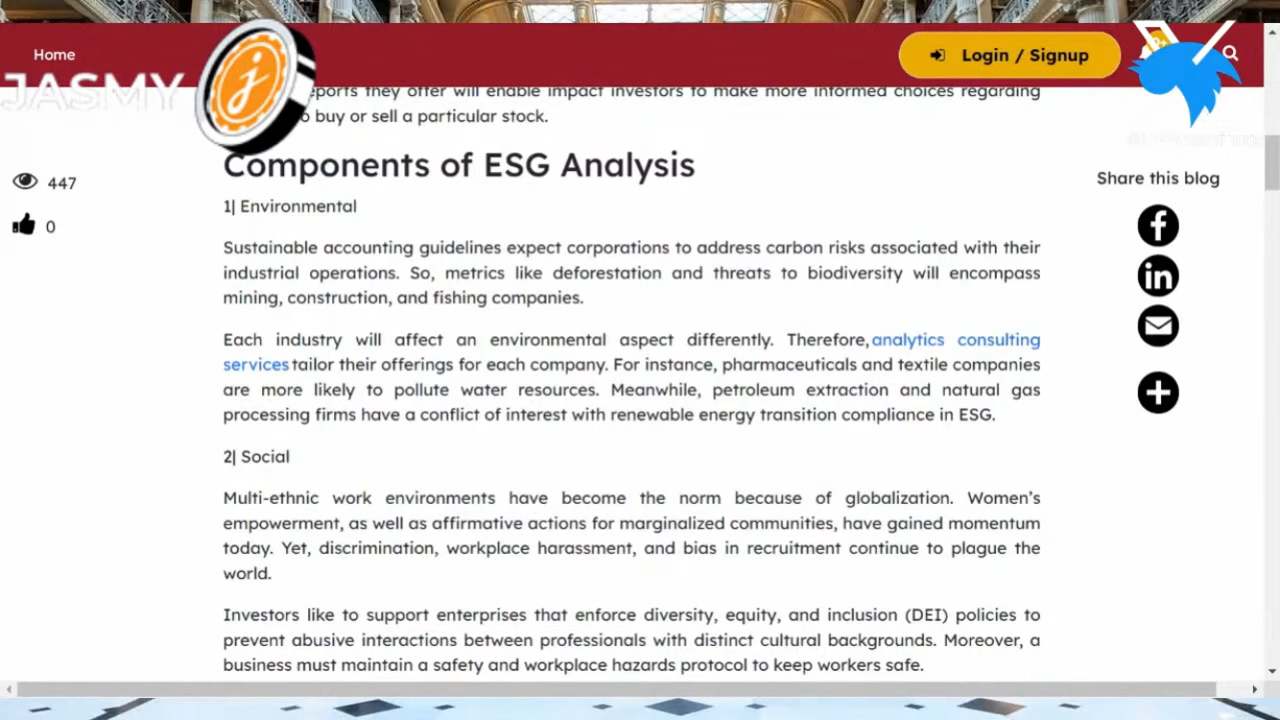 Home
Login / Signup
JASMY
reports they offer will enable impact investors to make more informed choices regarding
buy or sell a particular stock.
Components of ESG Analysis
447
Share this blog
1| Environmental
0
Sustainable accounting guidelines expect corporations to address carbon risks associated with their
industrial operations. So, metrics like deforestation and threats to biodiversity will encompass
mining, construction, and fishing companies.
Each industry will affect an environmental aspect differently. Therefore, analytics consulting
services tailor their offerings for each company. For instance, pharmaceuticals and textile companies
are more likely to pollute water resources. Meanwhile, petroleum extraction and natural gas
processing firms have a conflict of interest with renewable energy transition compliance in ESG.
2| Social
Multi-ethnic work environments have become the norm because of globalization. Women's
empowerment, as well as affirmative actions for marginalized communities, have gained momentum
today. Yet, discrimination, workplace harassment, and bias in recruitment continue to plague the
world.
Investors like to support enterprises that enforce diversity, equity, and inclusion (DEI) policies to
prevent abusive interactions between professionals with distinct cultural backgrounds. Moreover, a
business must maintain a safety and workplace hazards protocol to keep workers safe.